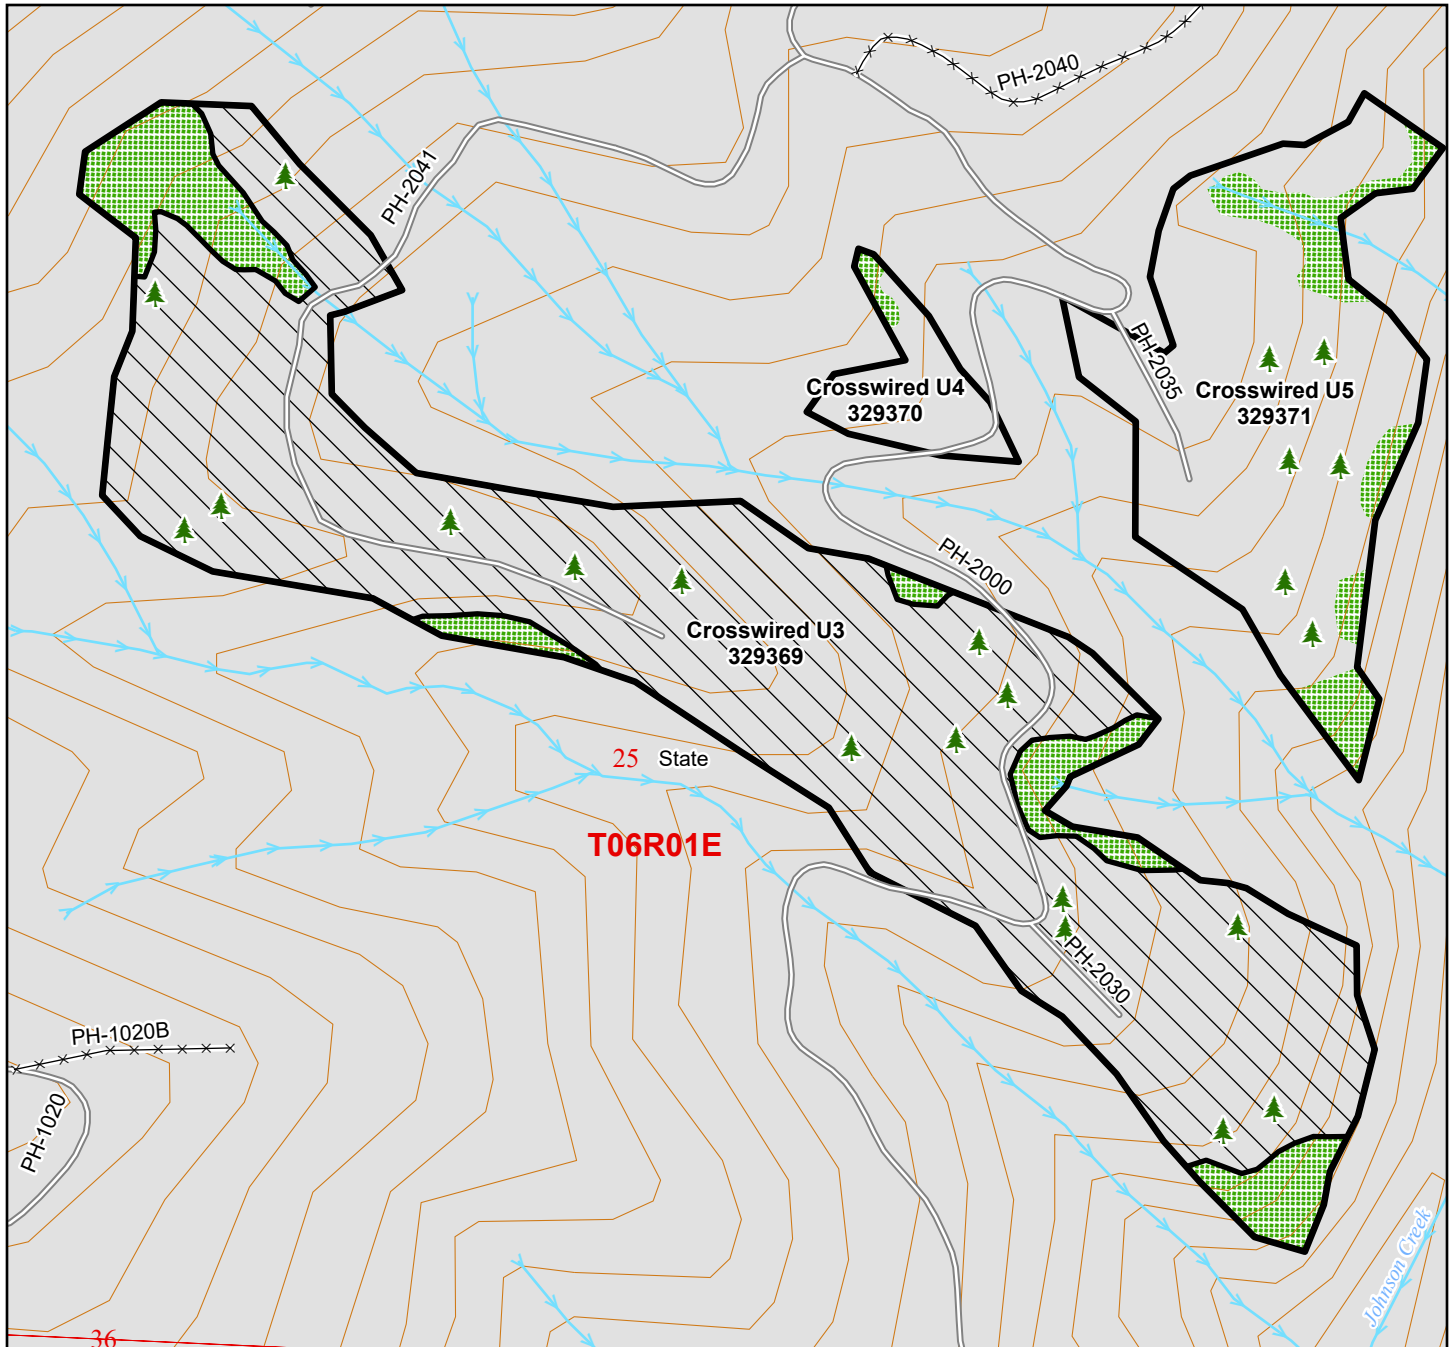 PH-2040
PH-2041
PH-2035
Crosswired U4
329370
Crosswired U5
329371
PH-2000
Crosswired U3
329369
25 State
T06R01E
PH-2030
PH-1020B
PH-1020
Johnson Creek
36